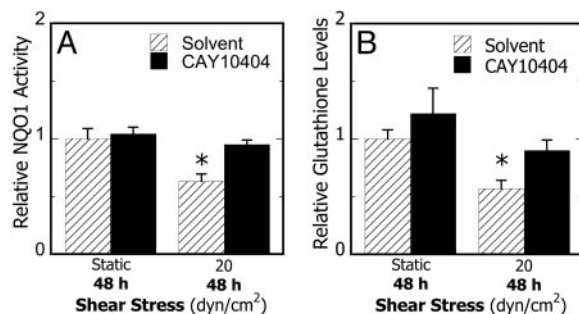 A
Solvent
CAY10404
Relative NQO1 Activity
2
1
0
*
Static
20
48 h
48 h
Shear Stress (dyn/cm²)
B
Solvent
CAY10404
Relative Glutathione Levels
2
1
0
*
Static
20
48 h
48 h
Shear Stress (dyn/cm²)